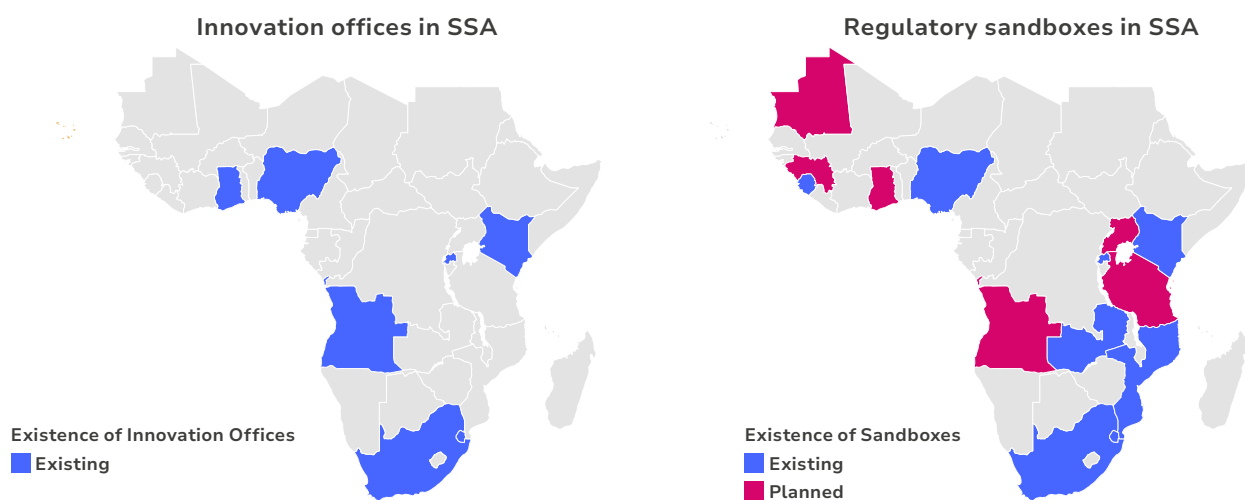 Innovation offices in SSA
Regulatory sandboxes in SSA
Existence of Innovation Offices
Existing
Existence of Sandboxes
Existing
Planned